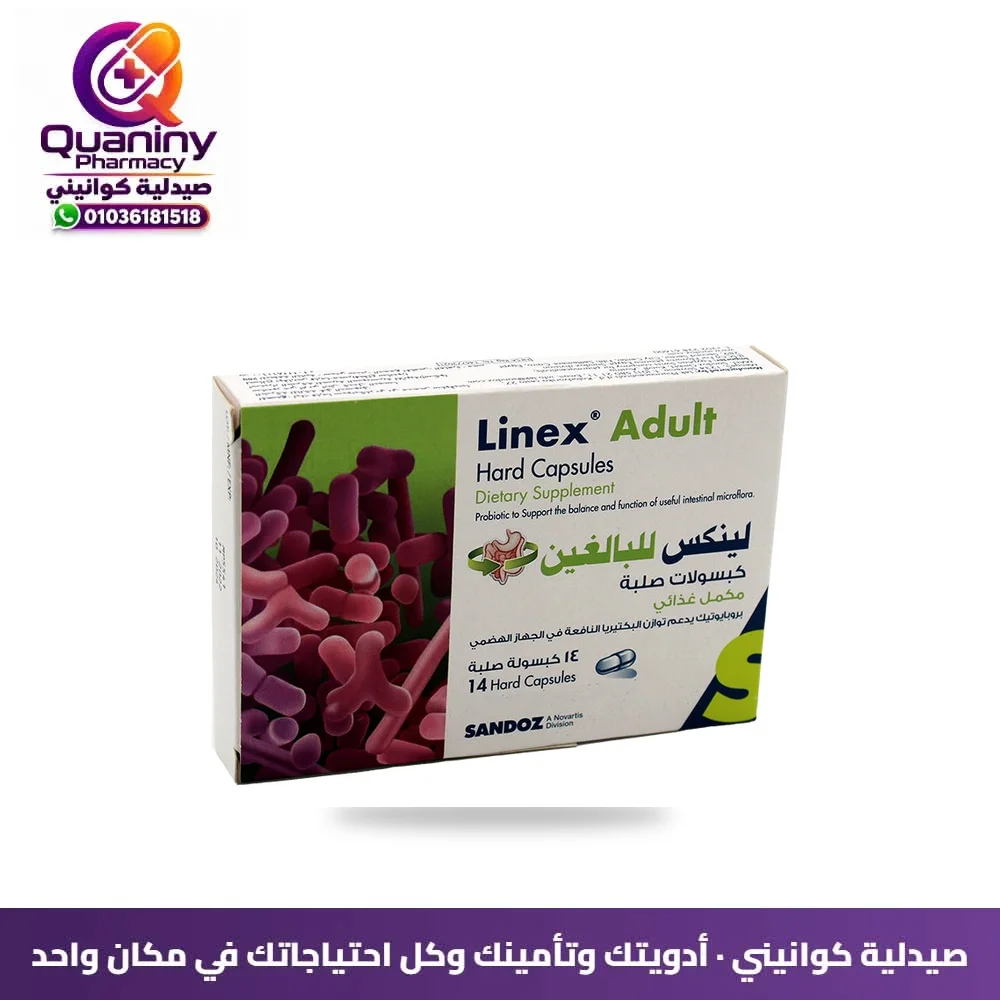 Quaniny
Pharmacy
صيدلية كوانيني
01036181518
Linex® Adult
Hard Capsules
Dietary Supplement
Probiotic to Support the balance and function of useful intestinal microflora.
لينكس للبالغين
كبسولات صلبة
مكمل غذائي
بروبايوتيك يدعم توازن البكتيريا النافعة في الجهاز الهضمي
١٤ كبسولة صلبة
14 Hard Capsules
SANDOZ A Novartis
Division
S
صيدلية كوانيني · أدويتك وتأمينك وكل احتياجاتك في مكان واحد